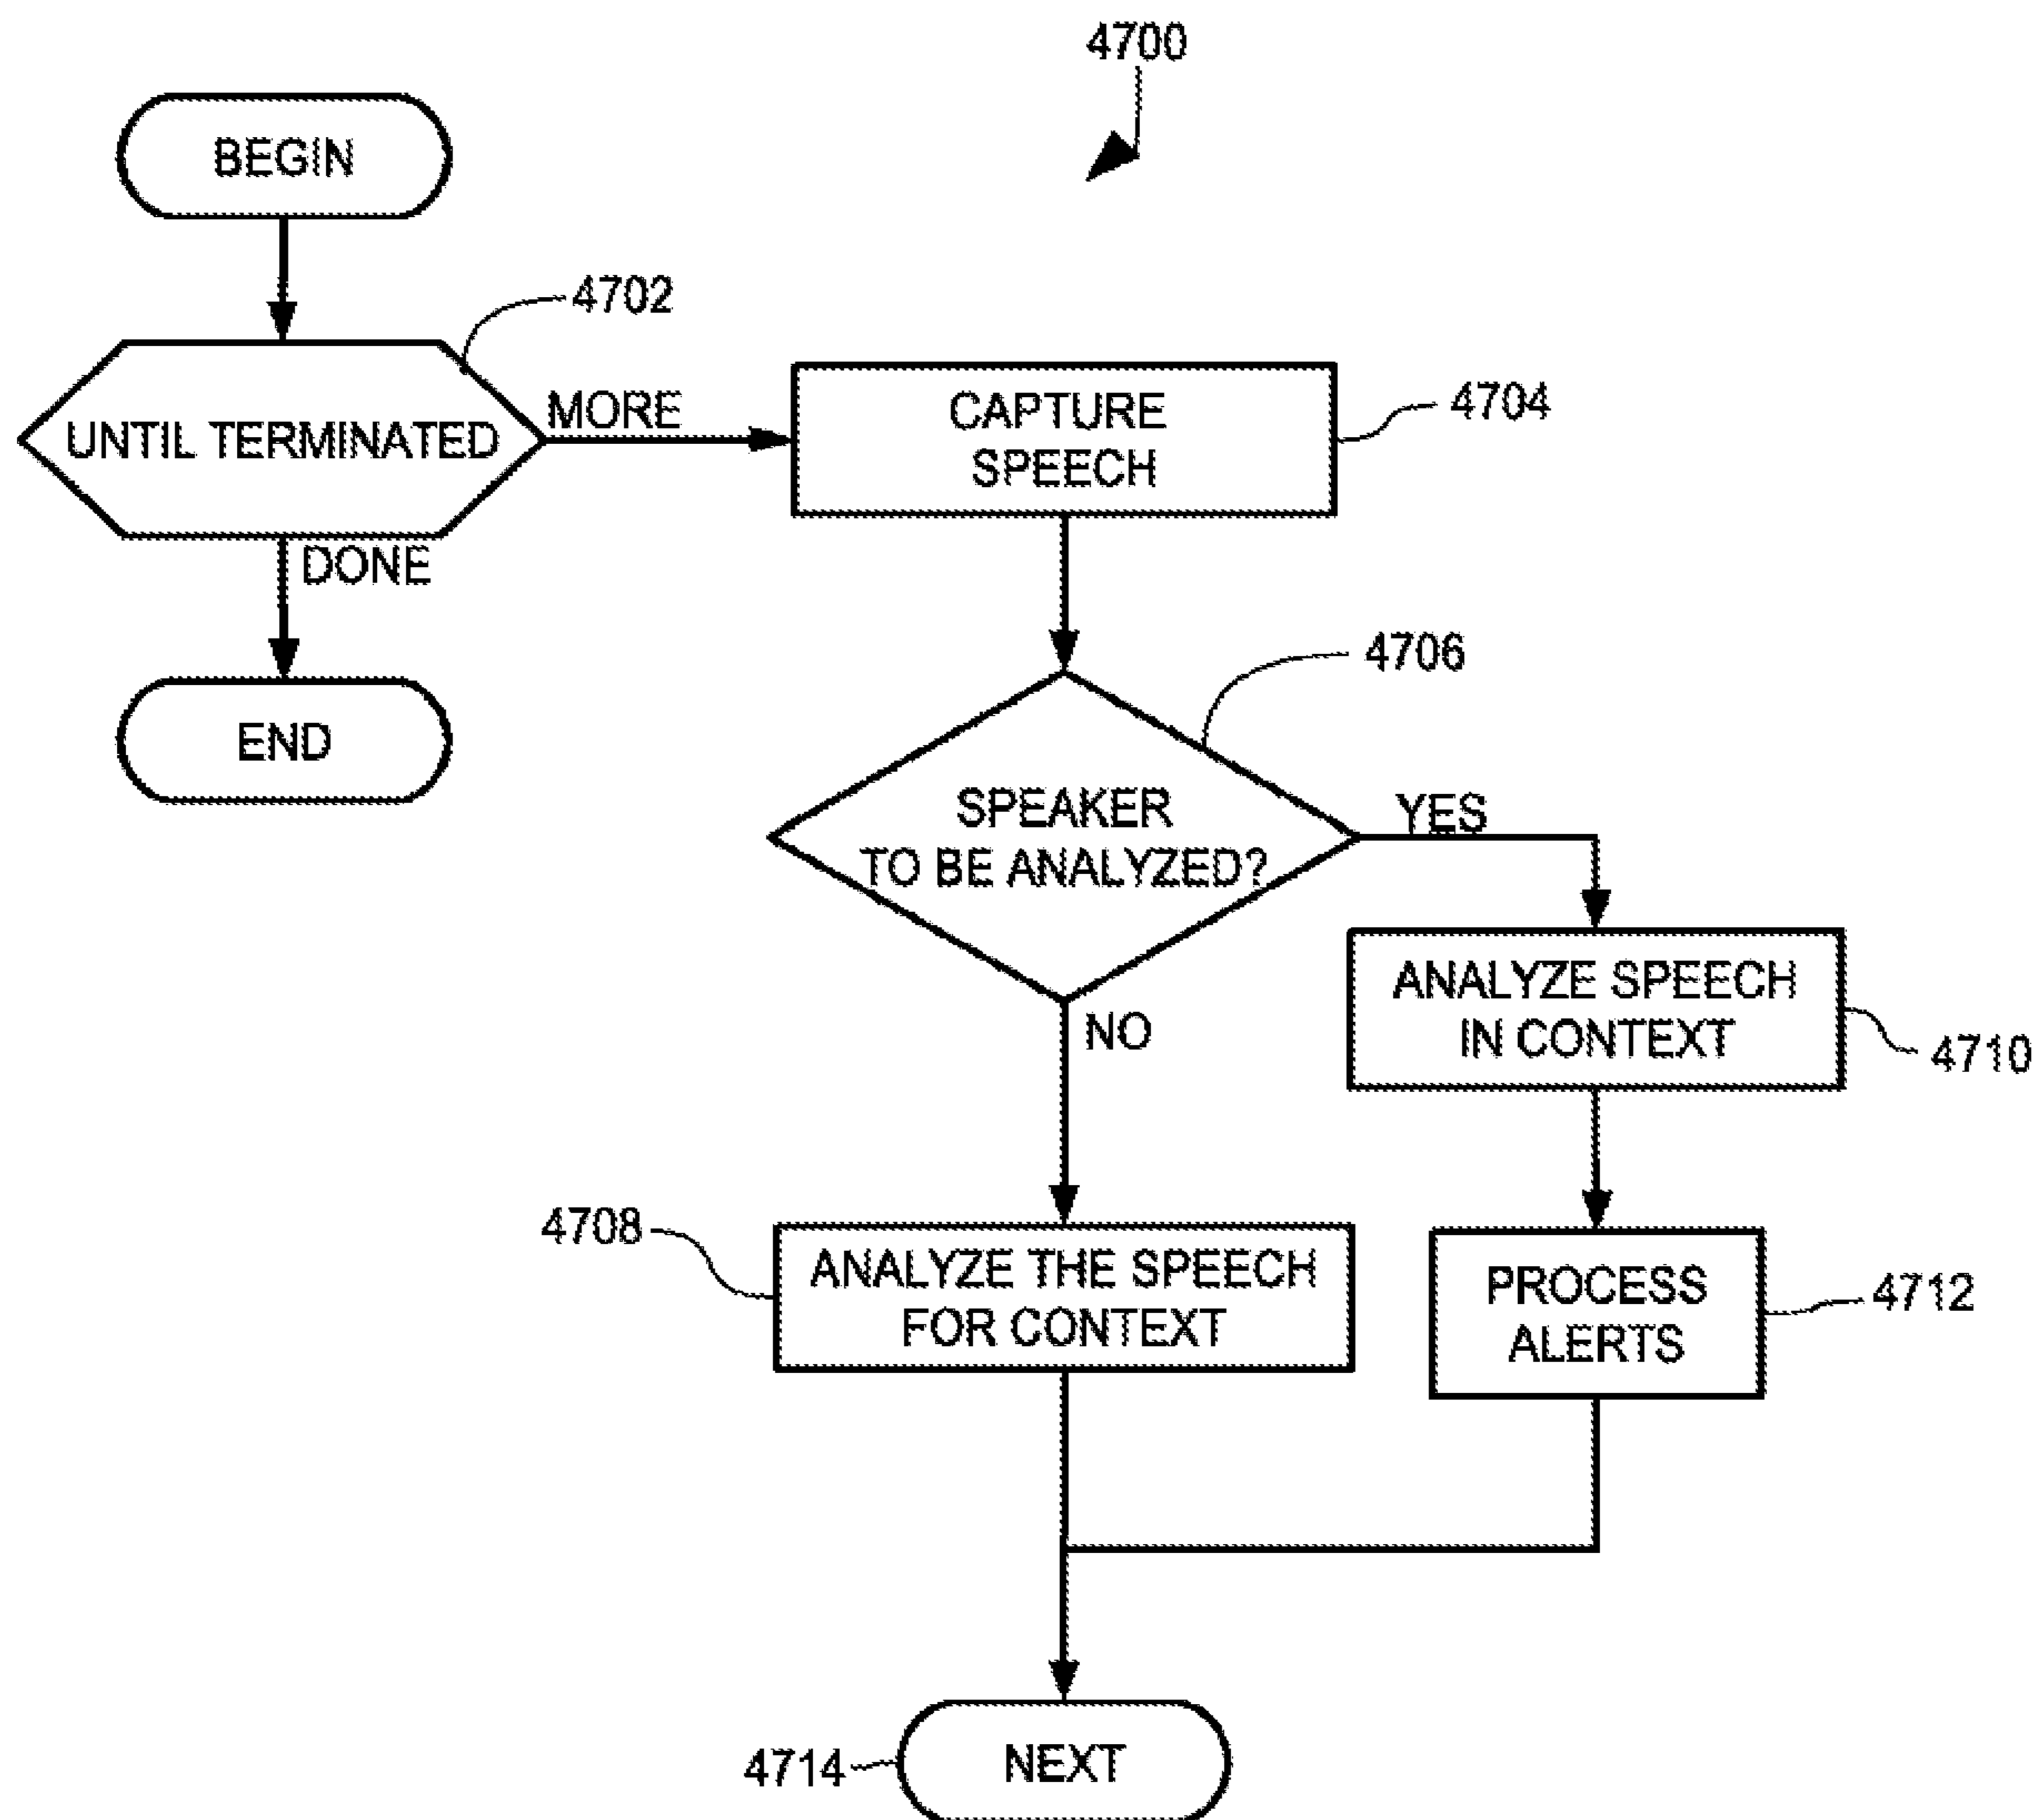 4700
BEGIN
4702
UNTIL TERMINATED
MORE
CAPTURE
SPEECH
4704
DONE
END
4706
SPEAKER
TO BE ANALYZED?
YES
NO
ANALYZE SPEECH
IN CONTEXT
4710
4708
ANALYZE THE SPEECH
FOR CONTEXT
PROCESS
ALERTS
4712
4714
NEXT